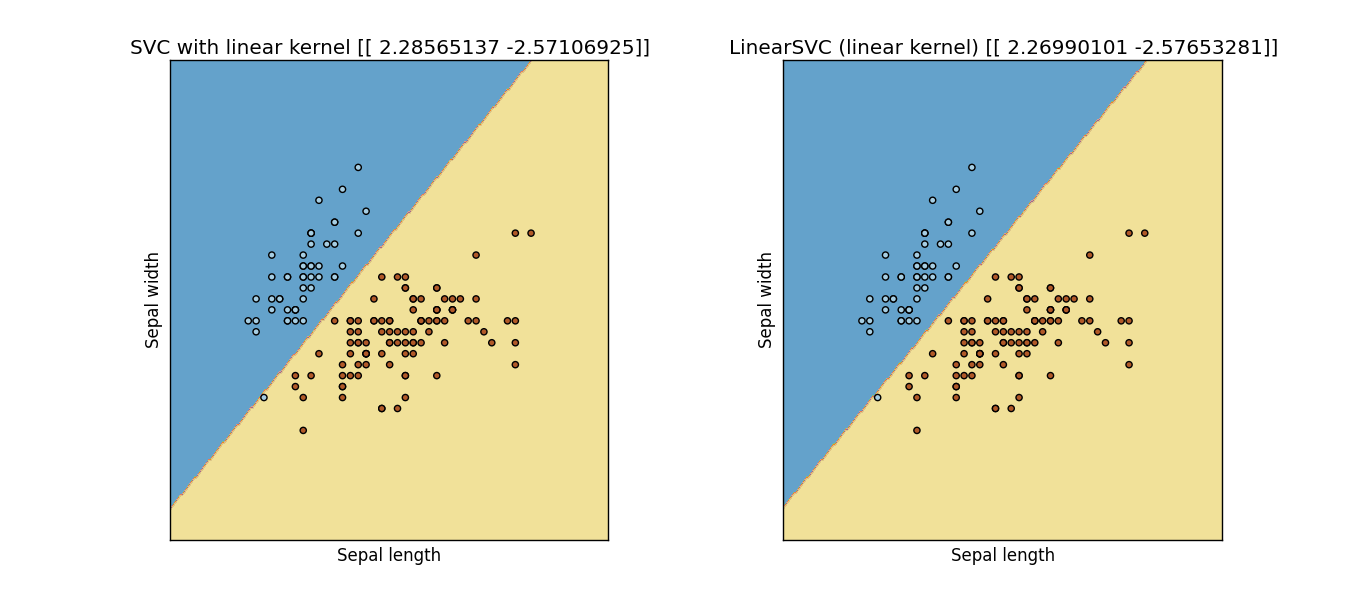 SVC with linear kernel [[ 2.28565137 -2.57106925]]
Sepal width
Sepal length
LinearSVC (linear kernel) [[ 2.26990101 -2.57653281]]
Sepal width
Sepal length